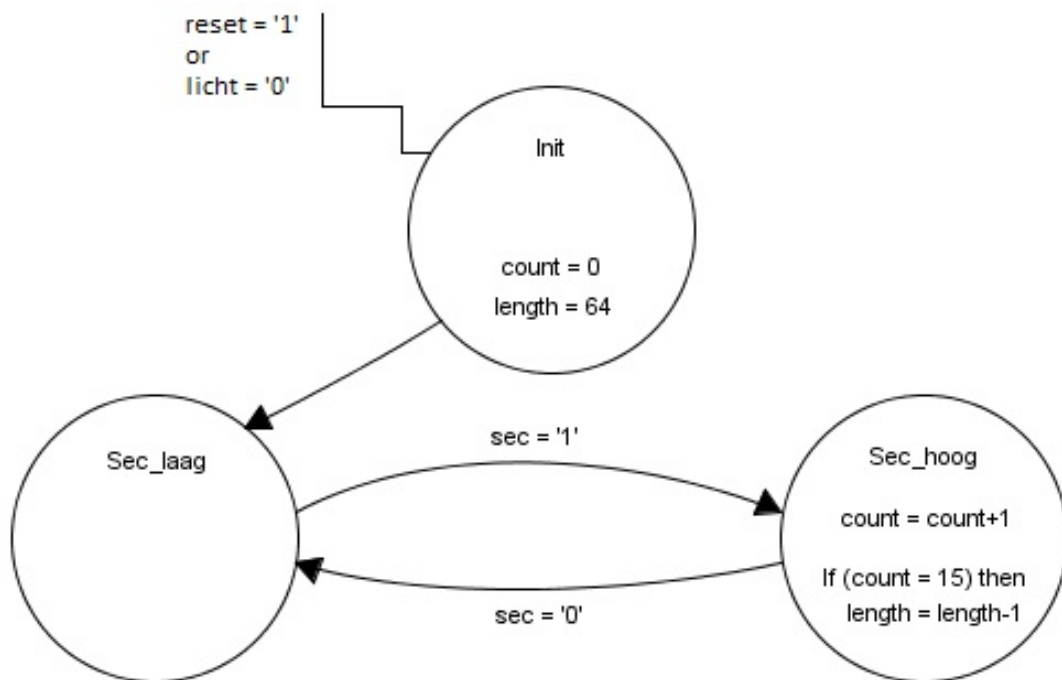 reset = '1'
or
licht = '0'
Init
count = 0
length = 64
Sec_laag
sec = '1'
Sec_hoog
count = count+1
If (count = 15) then
length = length-1
sec = '0'